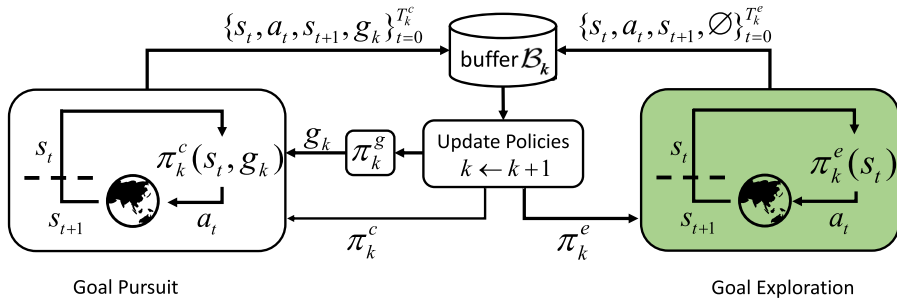 {s_t, a_t, s_{t+1}, g_k}_{t=0}^{T_k^c}
{s_t, a_t, s_{t+1}, ∅}_{t=0}^{T_k^e}
buffer 𝓑_k
Update Policies
k ← k+1
g_k
π_k^g
s_t
π_k^c(s_t, g_k)
s_{t+1}
a_t
s_t
π_k^e(s_t)
s_{t+1}
a_t
π_k^c
π_k^e
Goal Pursuit
Goal Exploration